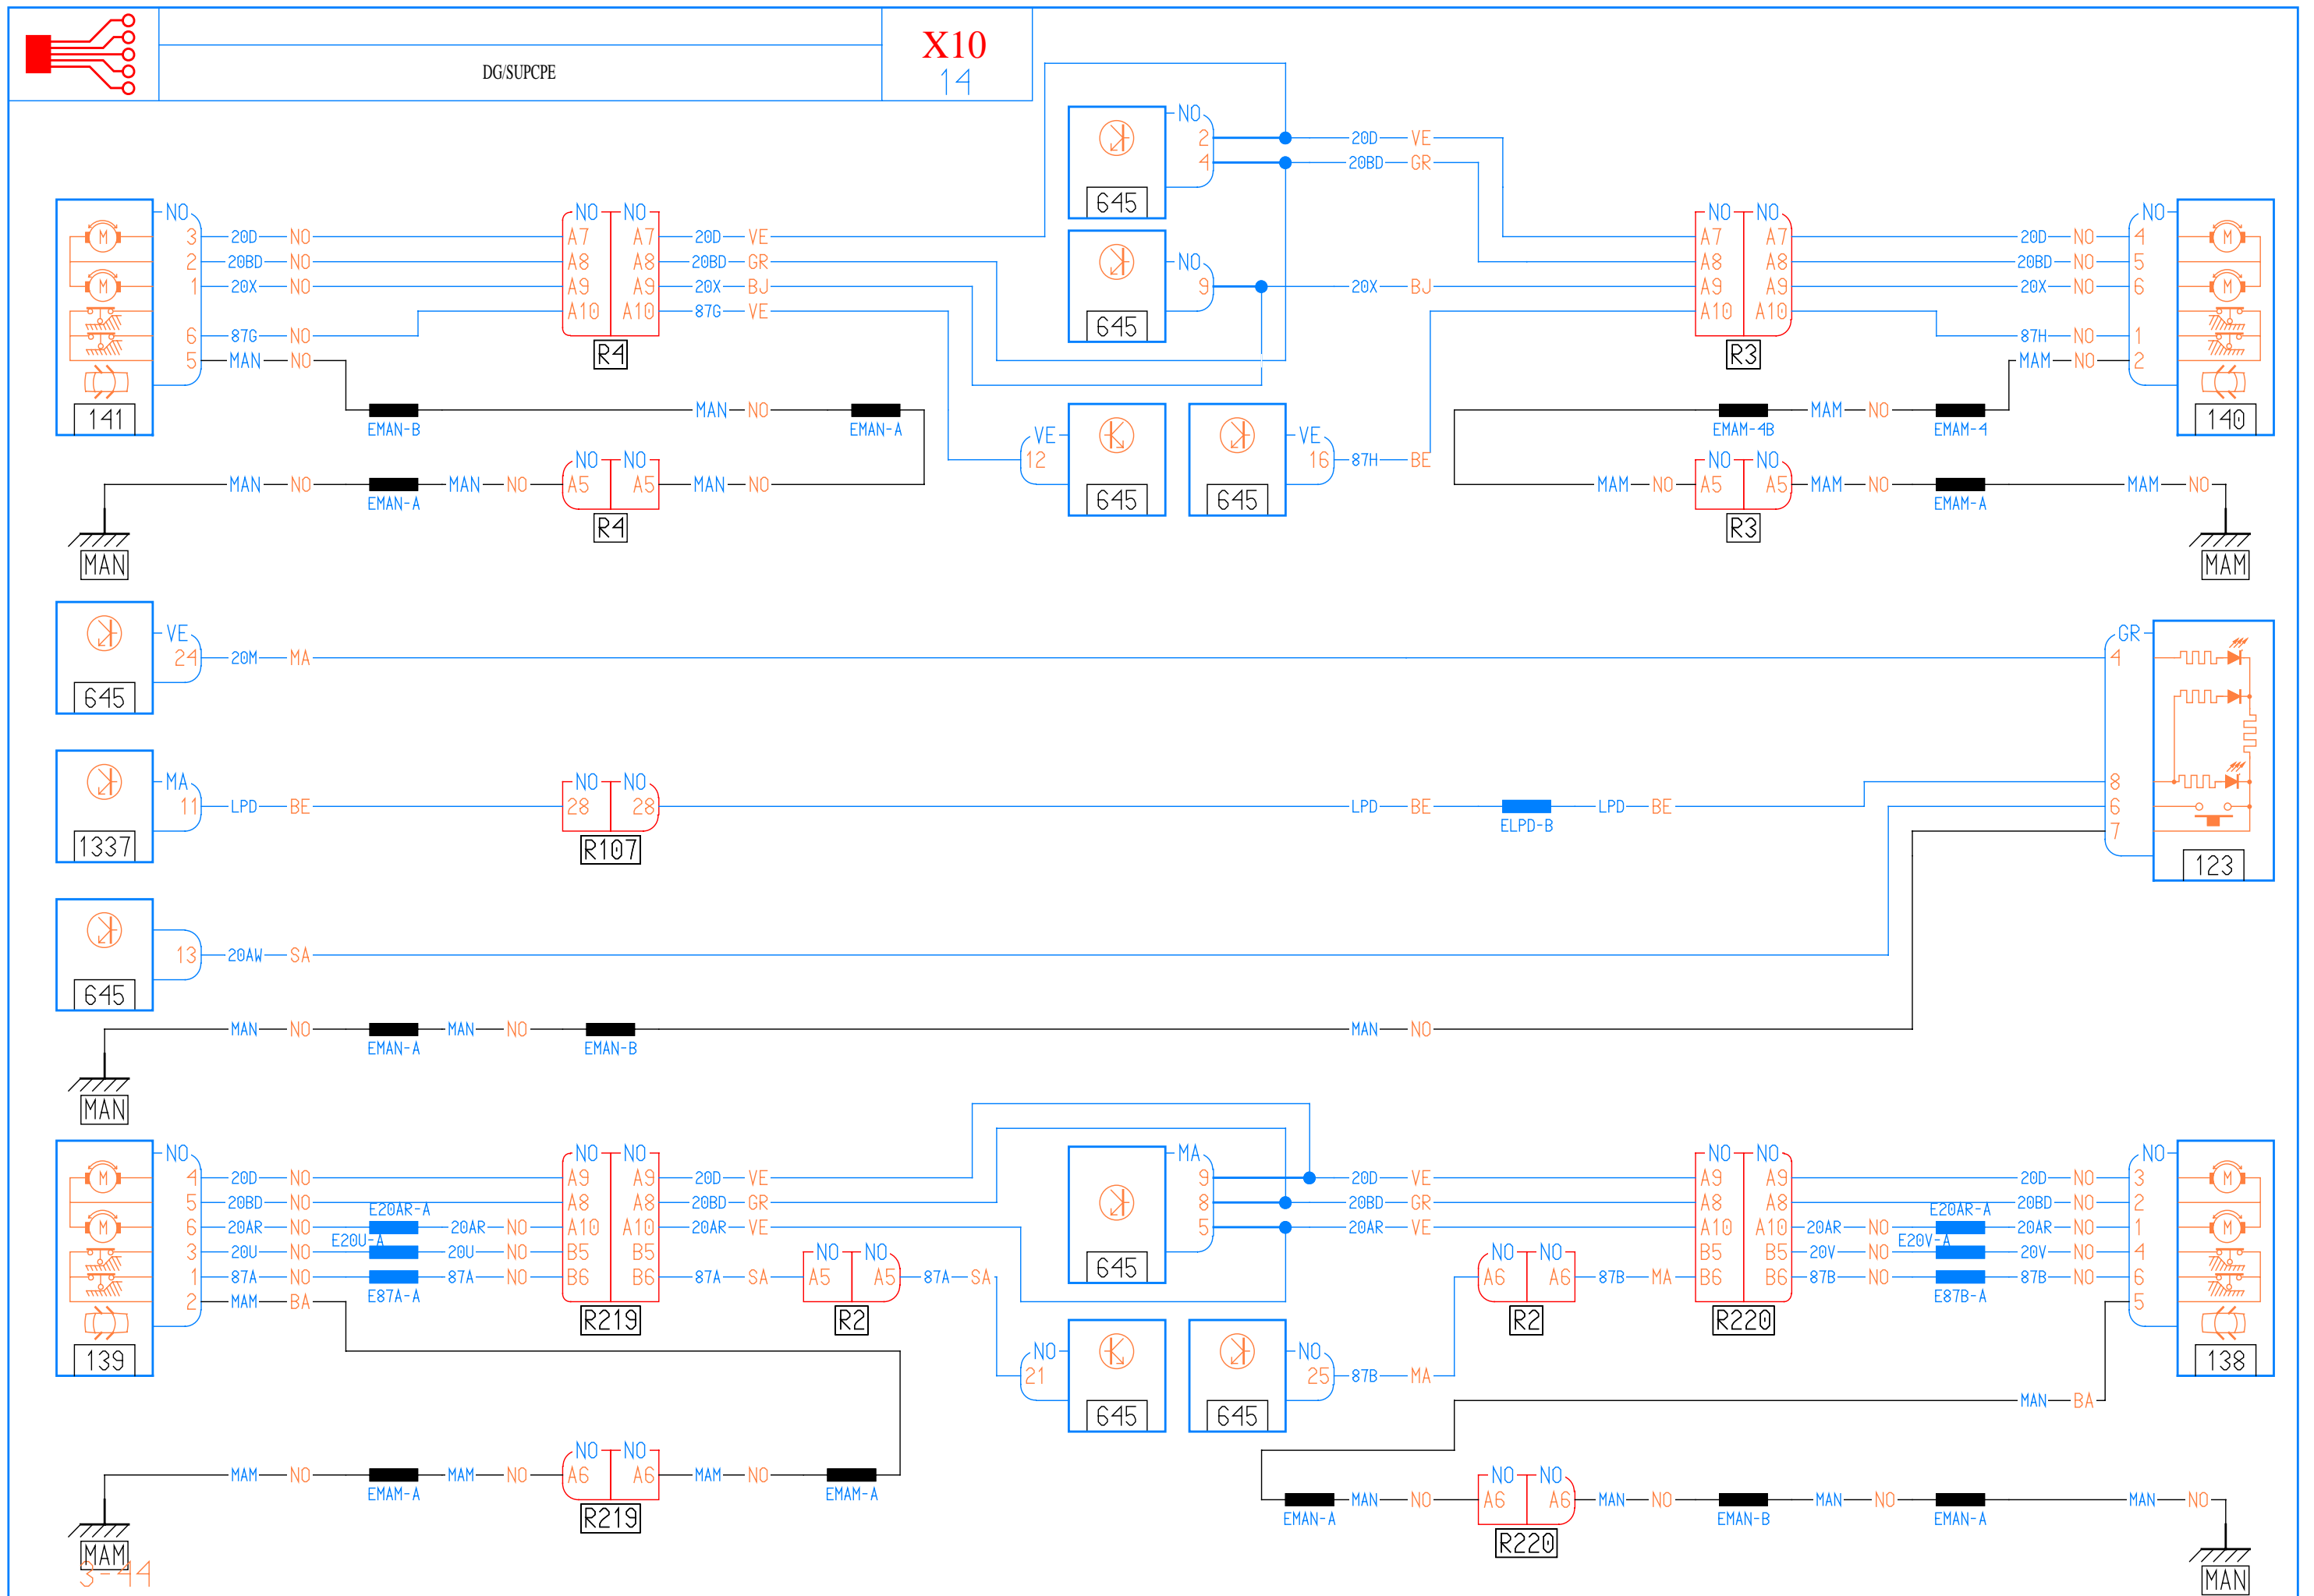 X10
DG/SUPCPE
14
NO
2 20D VE
4 20BD GR
645
NO NO NO NO NO NO
3 20D NO A7 A7 20D VE A7 A7 20D NO 4
2 20BD NO A8 A8 20BD GR A8 A8 20BD NO 5
NO
1 20X NO A9 A9 20X BJ 9 20X BJ A9 A9 20X NO 6
A10 A10 87G VE A10 A10
645
6 87G NO 87H NO 1
5 MAN NO R4 R3 MAM NO 2
141 MAN NO MAM NO 140
EMAN-B EMAN-A EMAM-4B EMAM-4
VE VE
NO NO 12 16 87H BE NO NO
MAN NO MAN NO A5 A5 MAN NO MAM NO A5 A5 MAM NO MAM NO
EMAN-A 645 645 EMAM-A
R4 R3
MAN MAM
VE GR
24 20M MA 4
645
MA NO NO 8
11 LPD BE 28 28 LPD BE LPD BE 6
ELPD-B
7
1337 R107 123
13 20AW SA
645
MAN NO MAN NO MAN NO
EMAN-A EMAN-B
MAN
NO NO NO MA NO NO NO
4 20D NO A9 A9 20D VE 9 20D VE A9 A9 20D NO 3
5 20BD NO A8 A8 20BD GR 8 20BD GR A8 A8 20BD NO 2
E20AR-A E20AR-A
6 20AR NO 20AR NO A10 A10 20AR VE 5 20AR VE A10 A10 20AR NO 20AR NO 1
E20U-A E20V-A
3 20U NO 20U NO B5 B5 NO NO NO NO B5 B5 20V NO 20V NO 4
645
1 87A NO 87A NO B6 B6 87A SA A5 A5 87A SA A6 A6 87B MA B6 B6 87B NO 87B NO 6
E87A-A E87B-A
2 MAM BA R219 R2 R2 R220 5
NO NO
139 21 25 87B MA 138
MAN BA
645 645
NO NO
MAM NO MAM NO A6 A6 MAM NO
EMAM-A EMAM-A
R219
NO NO
MAN NO A6 A6 MAN NO MAN NO MAN NO
EMAN-A EMAN-B EMAN-A
R220
MAM
3-44
MAN